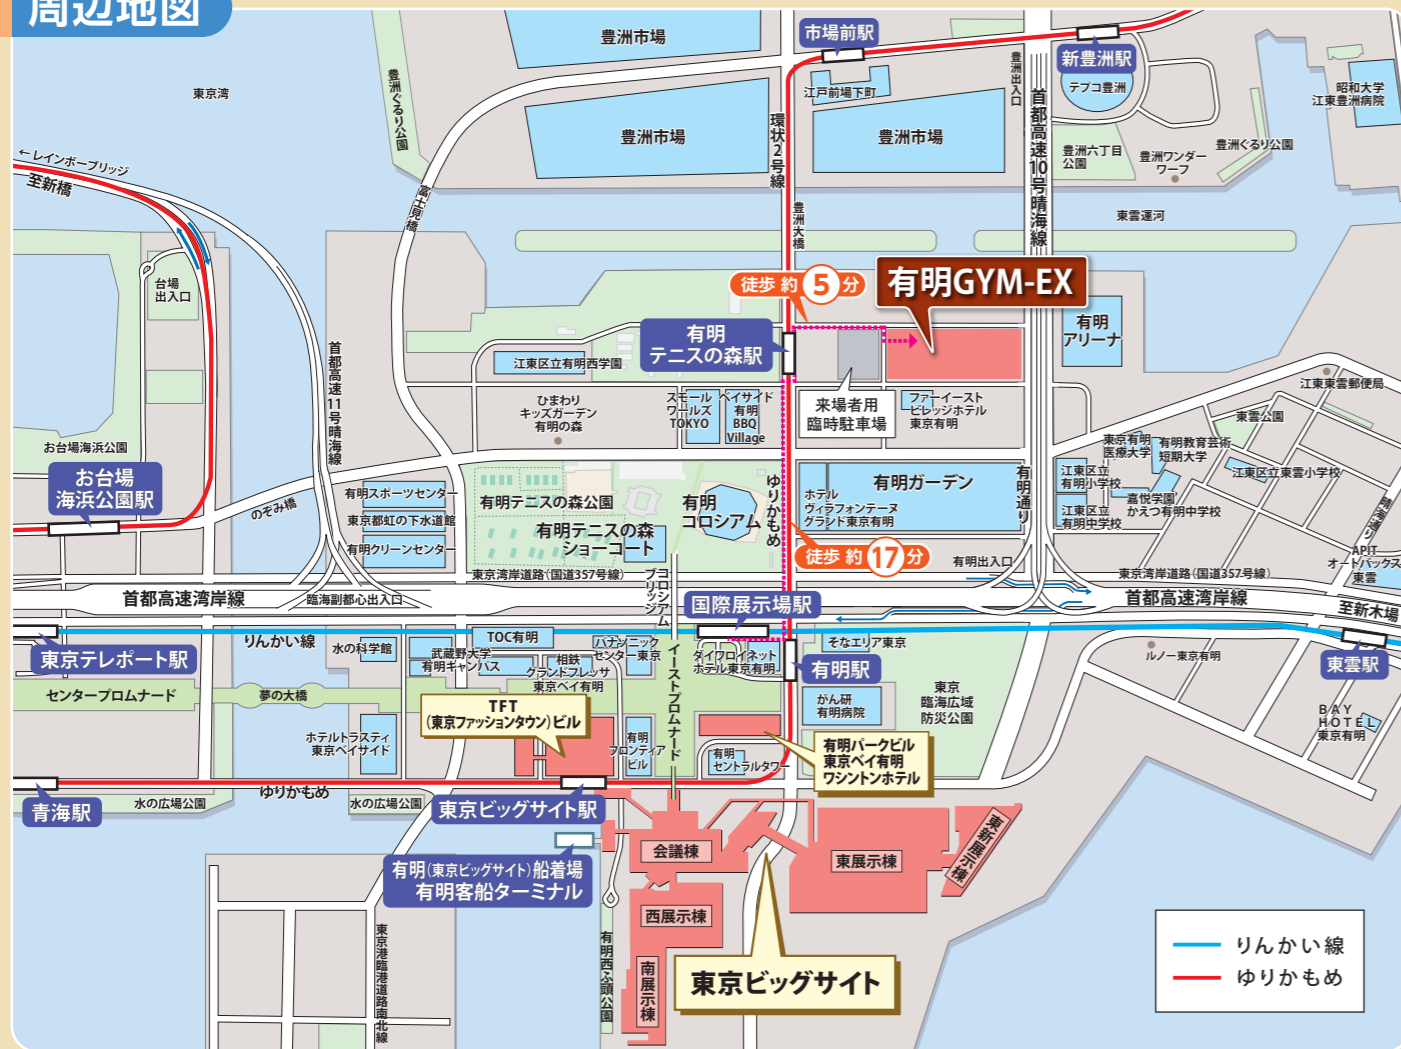 周辺地図
豊洲市場
市場前駅
新豊洲駅
豊洲出入口
テプコ豊洲
昭和大学
江東豊洲病院
江戸前場下町
東京湾
豊洲ぐるり公園
豊洲市場
豊洲市場
環状2号線
首都高速10号晴海線
豊洲六丁目
公園
豊洲ワンダー
ワーフ
豊洲ぐるり公園
←レインボーブリッジ
至新橋
富士見橋
豊洲大橋
東雲運河
台場
出入口
徒歩 約 5 分
有明GYM-EX
有明
テニスの森駅
有明
アリーナ
首都高速11号晴海線
江東区立有明西学園
来場者用
臨時駐車場
ファーイースト
ビレッジホテル
東京有明
ひまわり
キッズガーデン
有明の森
スモール
ワールズ
TOKYO
ベイサイド
有明
BBQ
Village
江東東雲郵便局
東雲公園
お台場海浜公園
お台場
海浜公園駅
のぞみ橋
有明スポーツセンター
東京都虹の下水道館
有明クリーンセンター
有明テニスの森公園
有明テニスの森
ショーコート
有明
コロシアム
ゆりかもめ
ホテル
ヴィラフォンテーヌ
グランド東京有明
有明ガーデン
有明通り
東京有明
医療大学
有明教育芸術
短期大学
江東区立
有明小学校
江東区立
有明中学校
嘉悦学園
かえつ有明中学校
江東区立東雲小学校
晴海通り
APIT
オートバックス
東雲
徒歩 約 17 分
有明出入口
東京湾岸道路(国道357号線)
東京湾岸道路(国道357号線)
首都高速湾岸線
臨海副都心出入口
コロシアム
ブリッジ
首都高速湾岸線
至新木場
国際展示場駅
りんかい線
東京テレポート駅
水の科学館
TOC有明
武蔵野大学
有明キャンパス
相鉄
グランドフレッサ
東京ベイ有明
パナソニック
センター東京
イーストプロムナード
ダイワロイネット
ホテル東京有明
有明駅
そなエリア東京
ルノー東京有明
東雲駅
センタープロムナード
夢の大橋
TFT
(東京ファッションタウン)ビル
がん研
有明病院
東京
臨海広域
防災公園
BAY
HOTEL
東京有明
ホテルトラスティ
東京ベイサイド
有明
フロンティア
ビル
有明
セントラルタワー
有明パークビル
東京ベイ有明
ワシントンホテル
青海駅
水の広場公園
ゆりかもめ
水の広場公園
東京ビッグサイト駅
有明(東京ビッグサイト)船着場
有明客船ターミナル
会議棟
東展示棟
東新展示棟
西展示棟
南展示棟
東京ビッグサイト
有明西ふ頭公園
東京港臨港道路南北線
りんかい線
ゆりかもめ